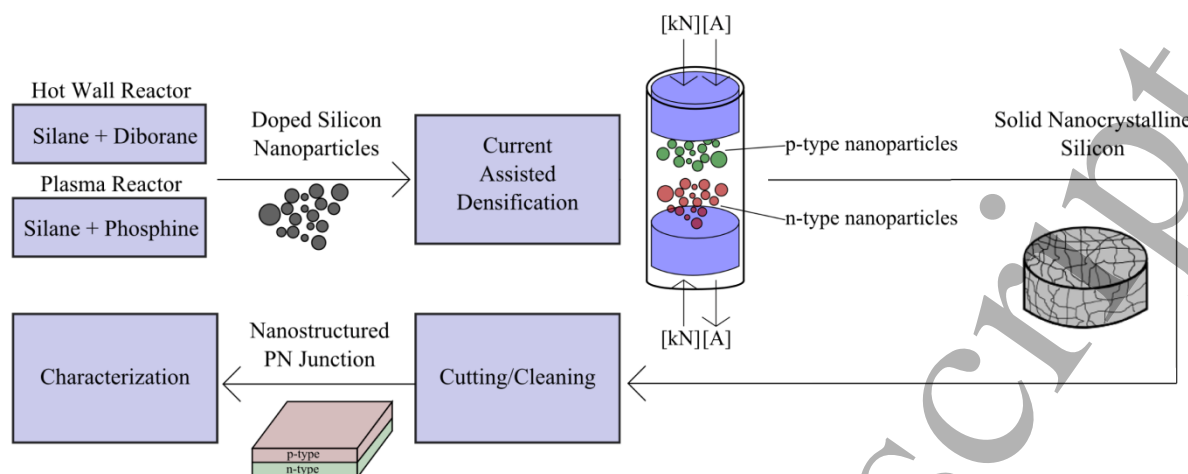 [kN][A]
Hot Wall Reactor
Silane + Diborane
Doped Silicon
Nanoparticles
Current
Assisted
Densification
p-type nanoparticles
Solid Nanocrystalline
Silicon
Plasma Reactor
Silane + Phosphine
n-type nanoparticles
[kN][A]
Nanostructured
PN Junction
Characterization
Cutting/Cleaning
p-type
n-type
script